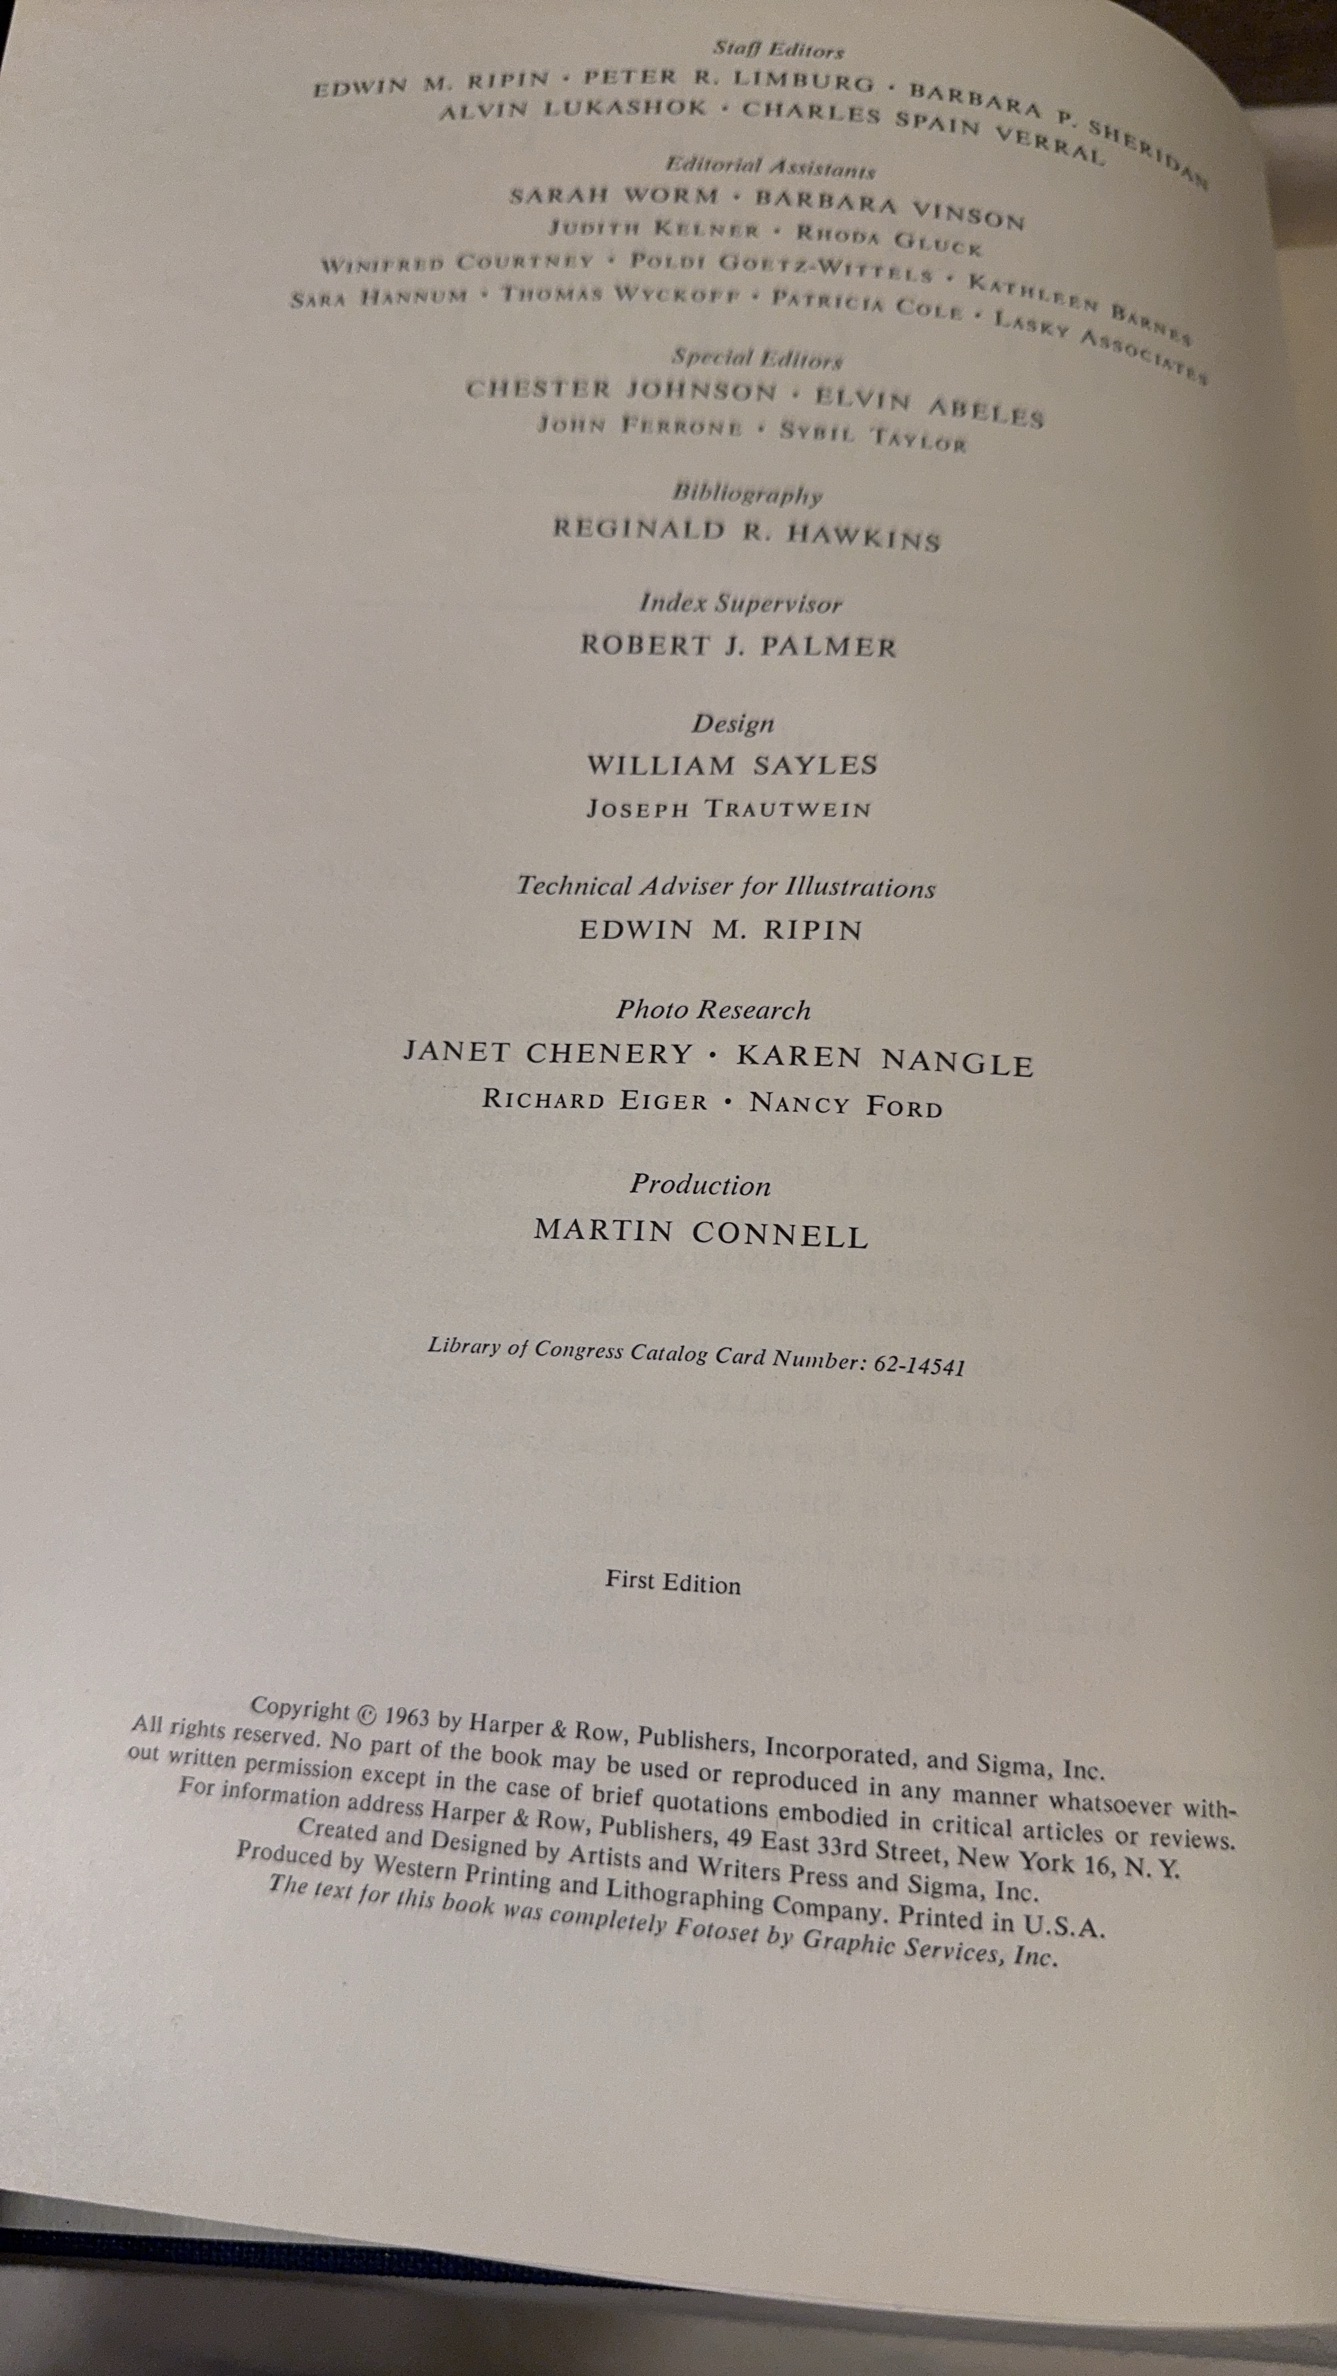 Staff Editors
EDWIN M. RIPIN · PETER R. LIMBURG · BARBARA P. SHERIDAN
ALVIN LUKASHOK · CHARLES SPAIN VERRAL
Editorial Assistants
SARAH WORM · BARBARA VINSON
JUDITH KELNER · RHODA GLUCK
WINIFRED COURTNEY · POLDI GOETZ-WITTELS · KATHLEEN BARNES
SARA HANNUM · THOMAS WYCKOFF · PATRICIA COLE · LASKY ASSOCIATES
Special Editors
CHESTER JOHNSON · ELVIN ABELES
JOHN FERRONE · SYBIL TAYLOR
Bibliography
REGINALD R. HAWKINS
Index Supervisor
ROBERT J. PALMER
Design
WILLIAM SAYLES
JOSEPH TRAUTWEIN
Technical Adviser for Illustrations
EDWIN M. RIPIN
Photo Research
JANET CHENERY · KAREN NANGLE
RICHARD EIGER · NANCY FORD
Production
MARTIN CONNELL
Library of Congress Catalog Card Number: 62-14541
First Edition
Copyright © 1963 by Harper & Row, Publishers, Incorporated, and Sigma, Inc.
All rights reserved. No part of the book may be used or reproduced in any manner whatsoever with-
out written permission except in the case of brief quotations embodied in critical articles or reviews.
For information address Harper & Row, Publishers, 49 East 33rd Street, New York 16, N. Y.
Created and Designed by Artists and Writers Press and Sigma, Inc.
Produced by Western Printing and Lithographing Company. Printed in U.S.A.
The text for this book was completely Fotoset by Graphic Services, Inc.